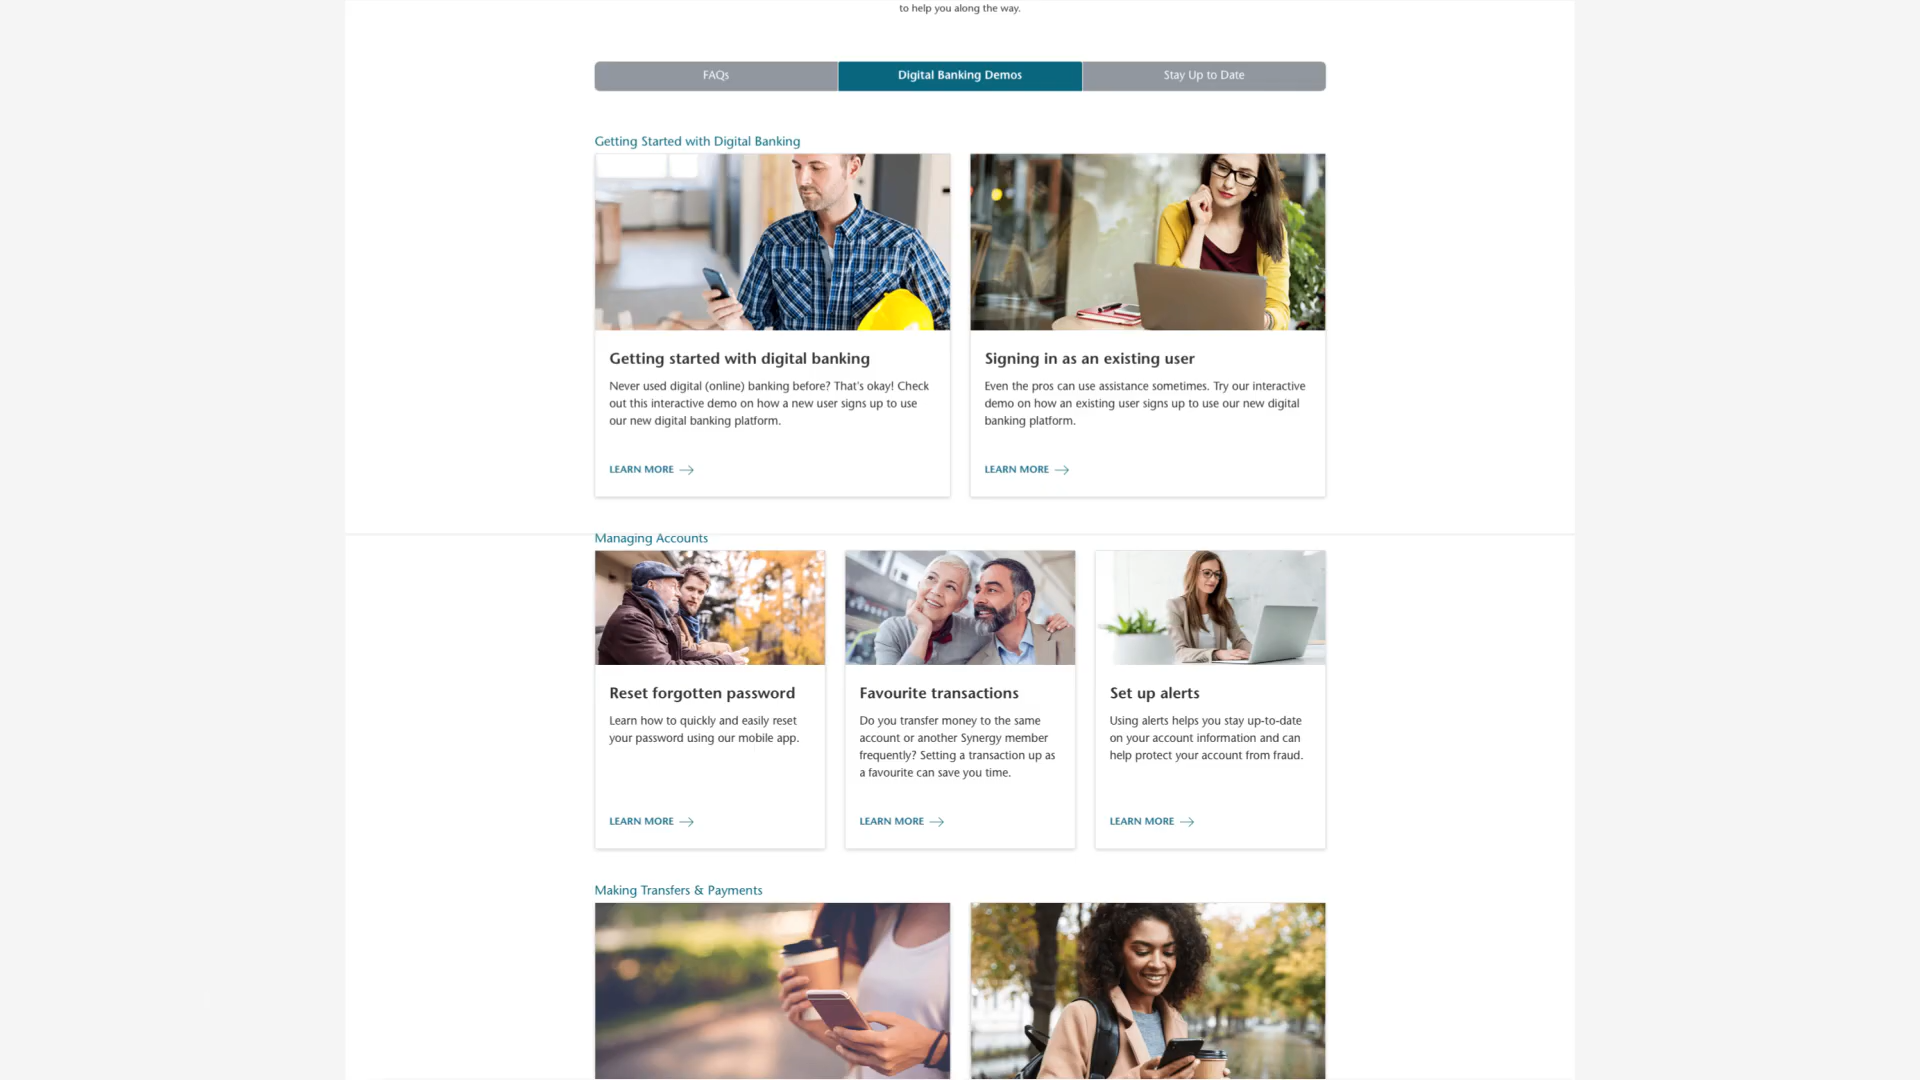 to help you along the way.
FAQs
Digital Banking Demos
Stay Up to Date
Getting Started with Digital Banking
Getting started with digital banking
Never used digital (online) banking before? That's okay! Check
out this interactive demo on how a new user signs up to use
our new digital banking platform.
LEARN MORE
Signing in as an existing user
Even the pros can use assistance sometimes. Try our interactive
demo on how an existing user signs up to use our new digital
banking platform.
LEARN MORE
Managing Accounts
Reset forgotten password
Learn how to quickly and easily reset
your password using our mobile app.
LEARN MORE
Favourite transactions
Do you transfer money to the same
account or another Synergy member
frequently? Setting a transaction up as
a favourite can save you time.
LEARN MORE
Set up alerts
Using alerts helps you stay up-to-date
on your account information and can
help protect your account from fraud.
LEARN MORE
Making Transfers & Payments